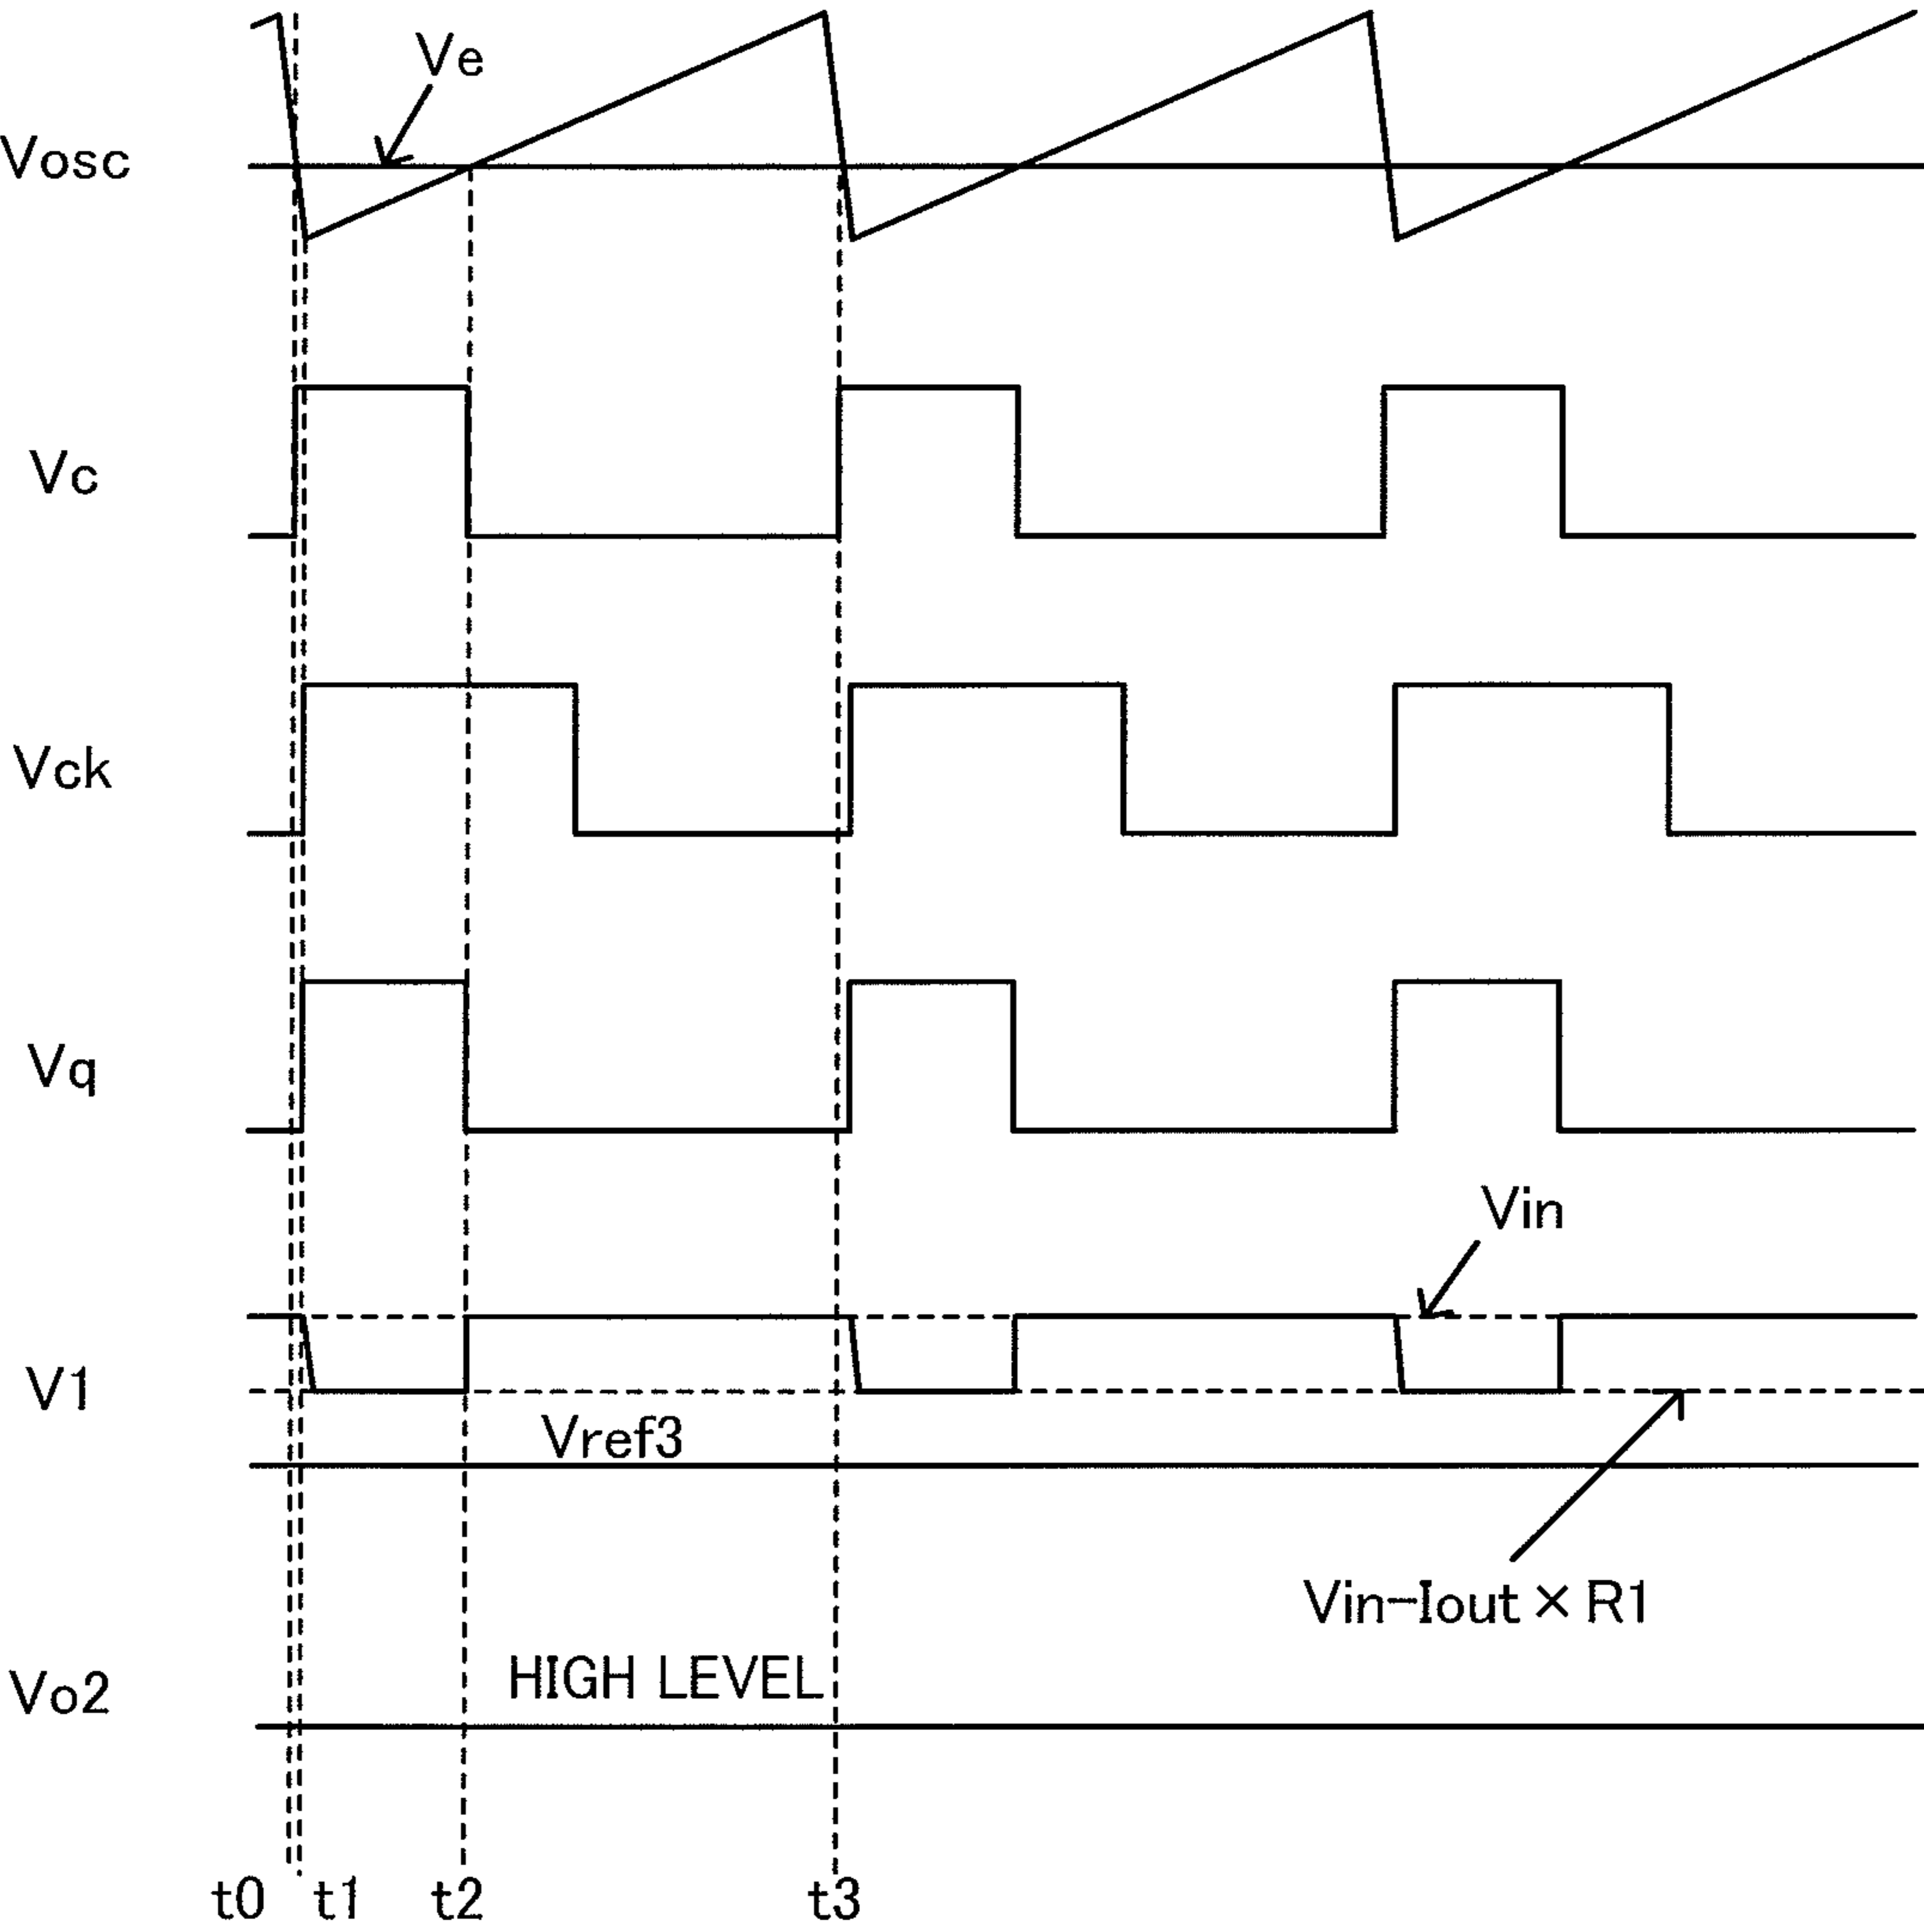 Ve
Vosc
Vc
Vck
Vq
Vin
V1
Vref3
Vin-Iout × R1
HIGH LEVEL
Vo2
t0 t1 t2 t3